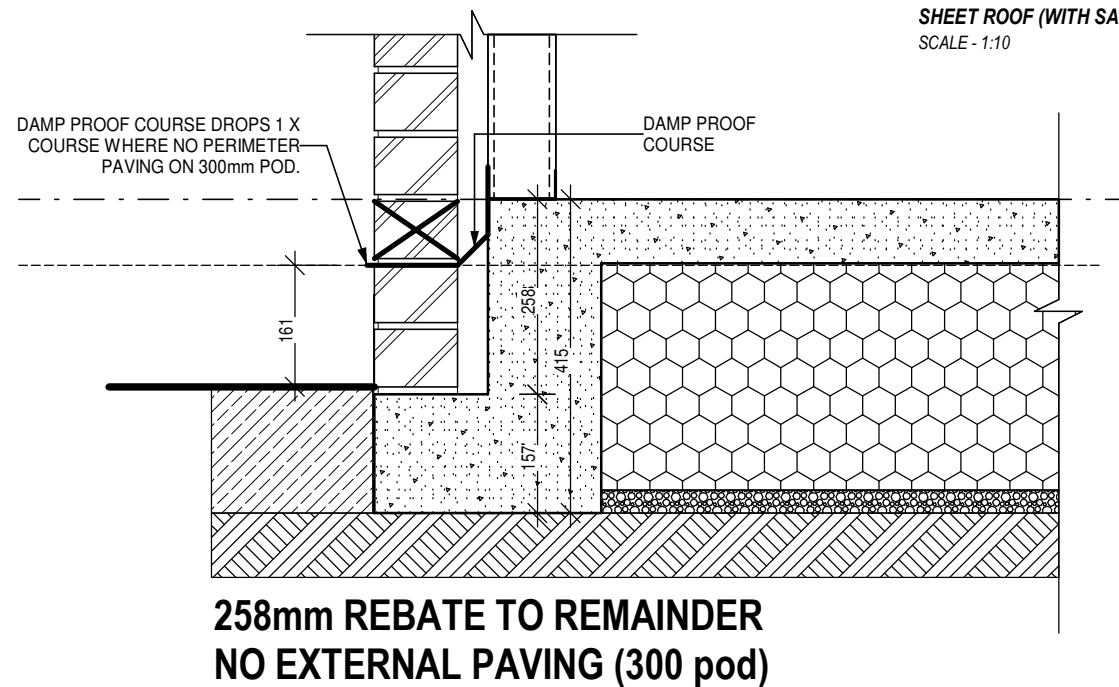 SHEET ROOF (WITH SA
SCALE - 1:10
DAMP PROOF COURSE DROPS 1 X
COURSE WHERE NO PERIMETER
PAVING ON 300mm POD.
DAMP PROOF
COURSE
161
258
415
157
258mm REBATE TO REMAINDER
NO EXTERNAL PAVING (300 pod)